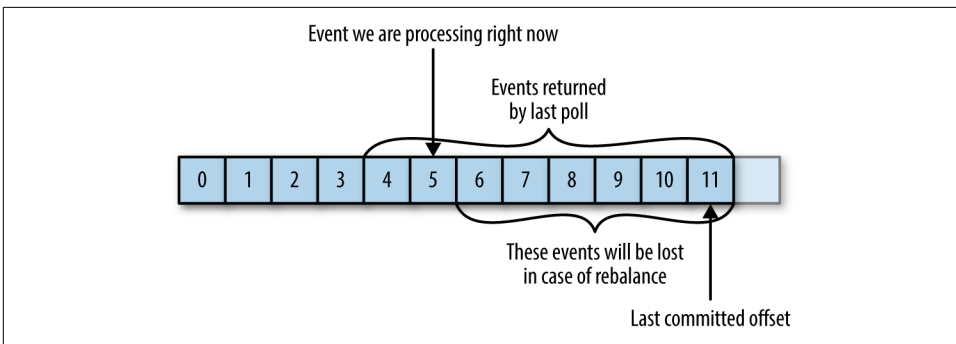 Event we are processing right now
Events returned
by last poll
0 1 2 3 4 5 6 7 8 9 10 11
These events will be lost
in case of rebalance
Last committed offset